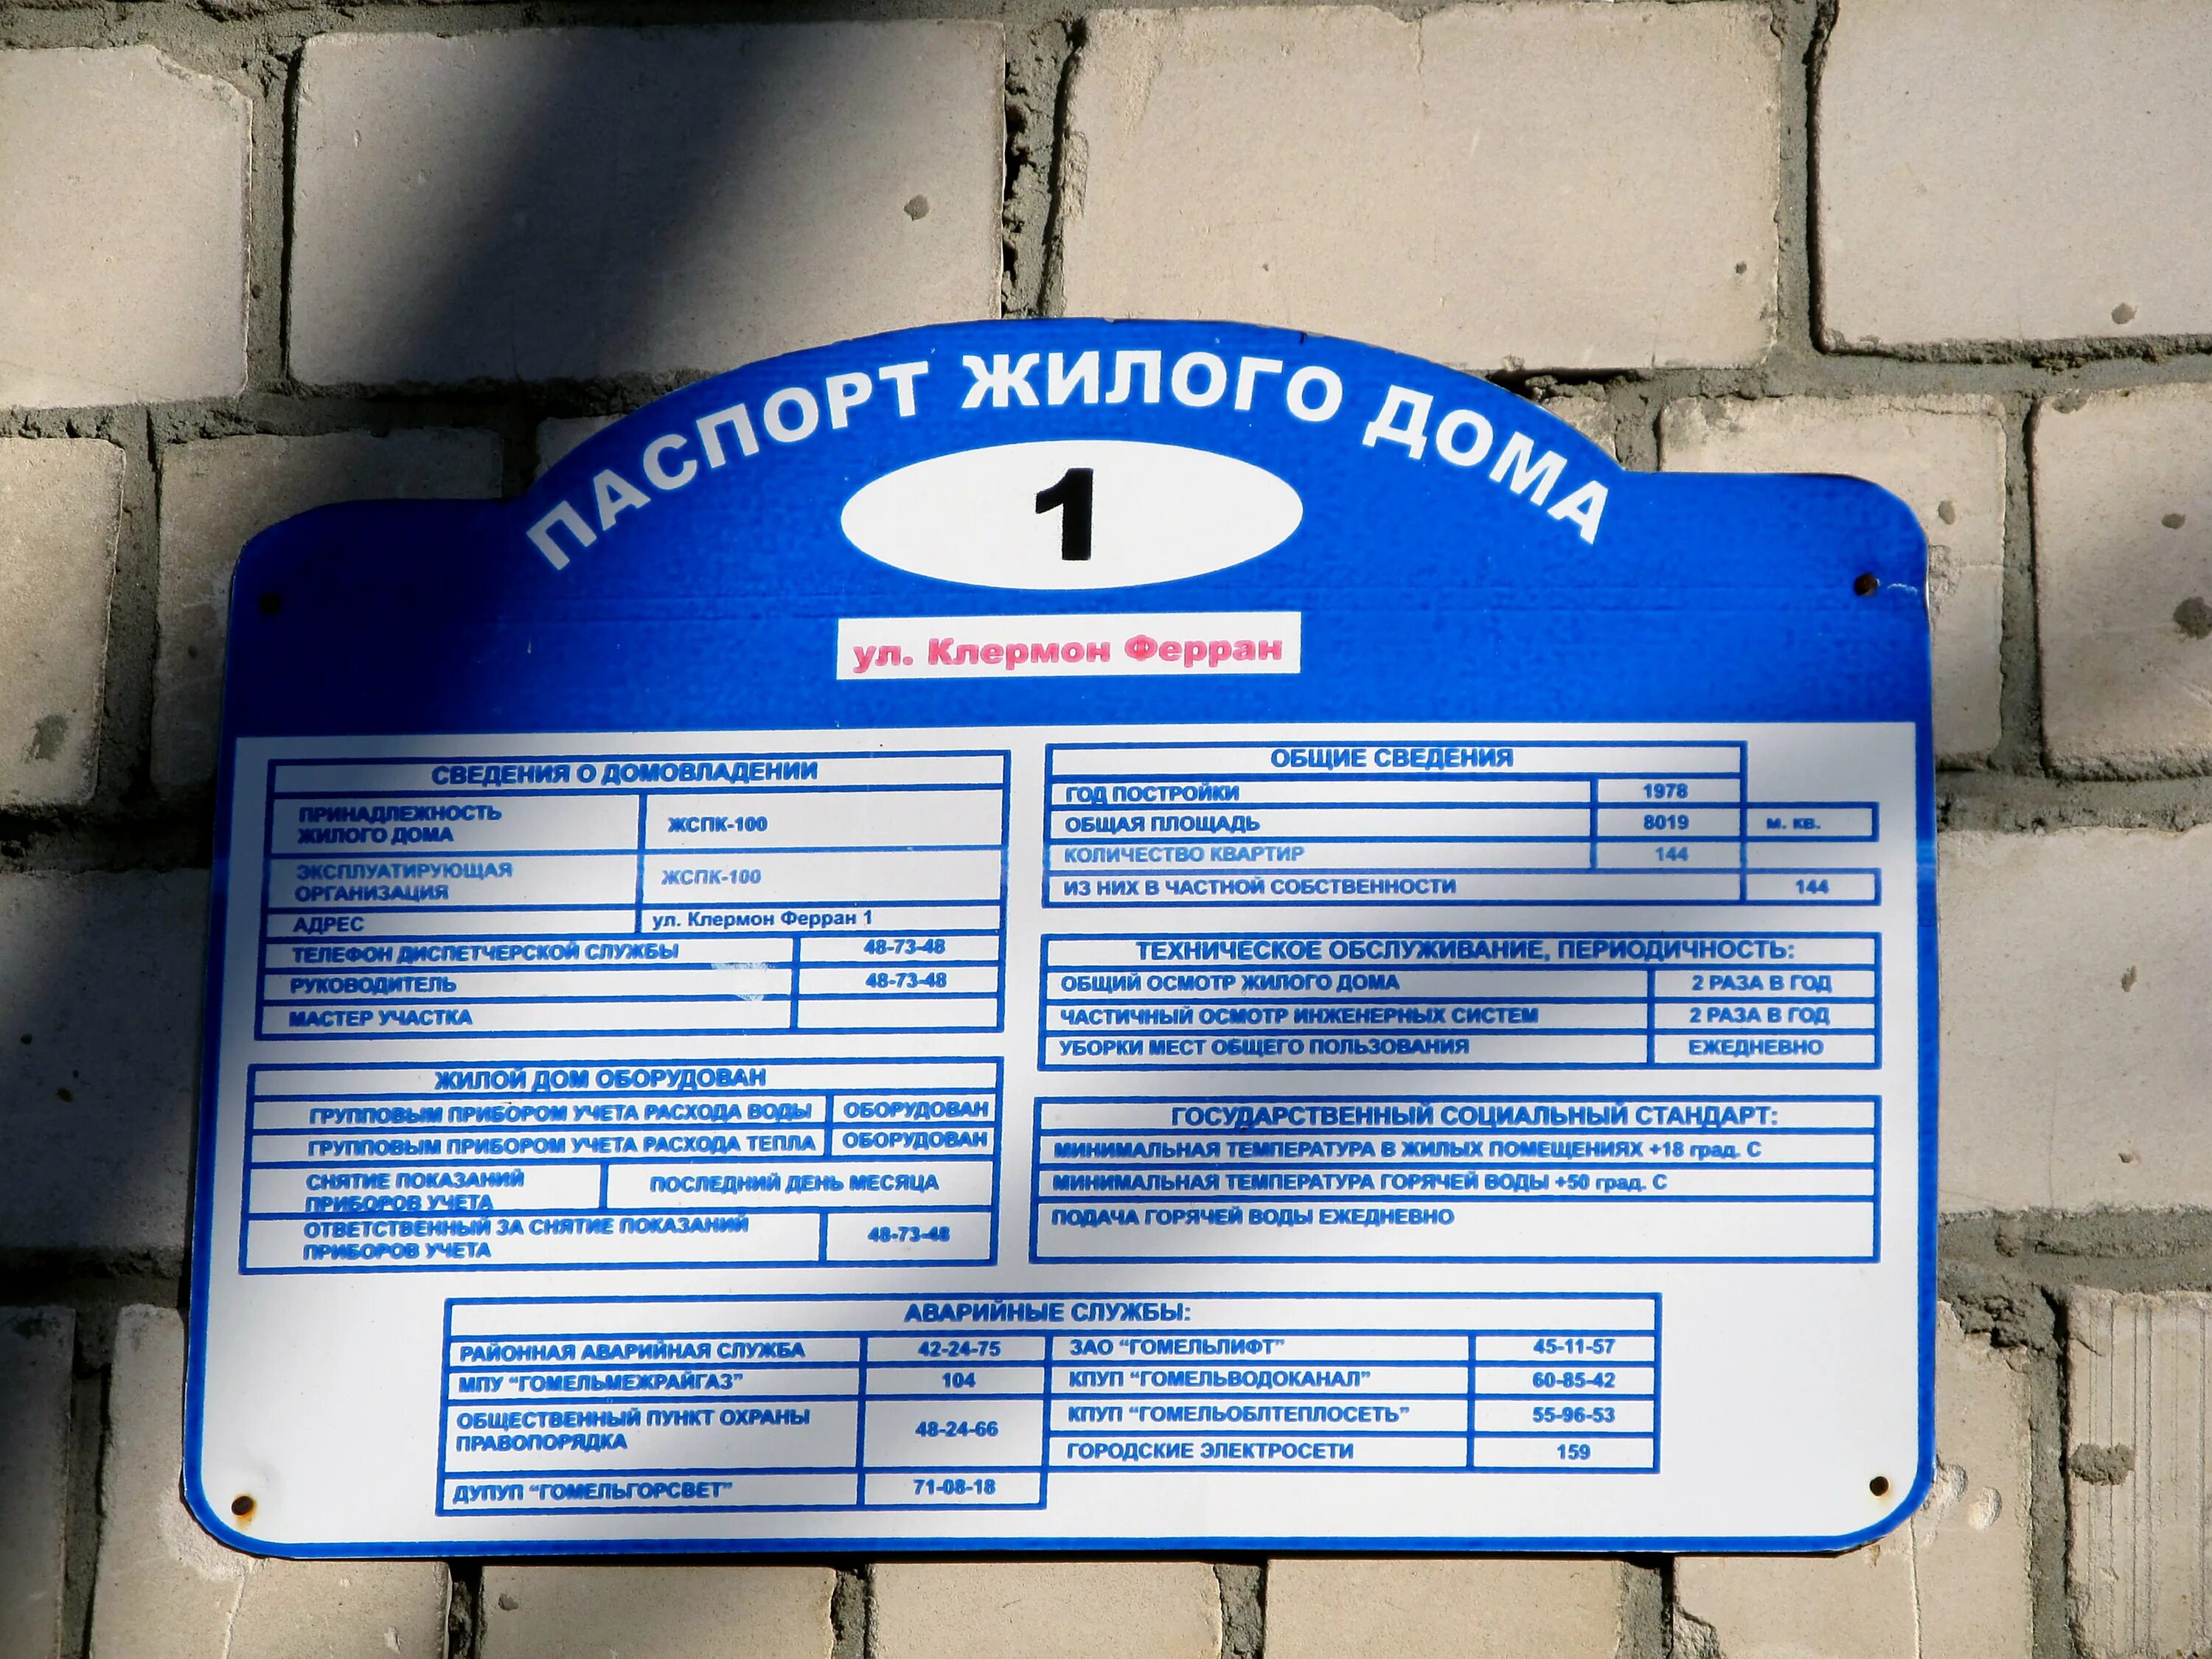 ПАСПОРТ ЖИЛОГО ДОМА
1
ул. Клермон Ферран
СВЕДЕНИЯ О ДОМОВЛАДЕНИИ
ПРИНАДЛЕЖНОСТЬ
ЖИЛОГО ДОМА
ЖСПК-100
ЭКСПЛУАТИРУЮЩАЯ
ОРГАНИЗАЦИЯ
ЖСПК-100
АДРЕС ул. Клермон Ферран 1
ТЕЛЕФОН ДИСПЕТЧЕРСКОЙ СЛУЖБЫ 48-73-48
РУКОВОДИТЕЛЬ 48-73-48
МАСТЕР УЧАСТКА
ЖИЛОЙ ДОМ ОБОРУДОВАН
ГРУППОВЫМ ПРИБОРОМ УЧЕТА РАСХОДА ВОДЫ ОБОРУДОВАН
ГРУППОВЫМ ПРИБОРОМ УЧЕТА РАСХОДА ТЕПЛА ОБОРУДОВАН
СНЯТИЕ ПОКАЗАНИЙ
ПРИБОРОВ УЧЕТА
ПОСЛЕДНИЙ ДЕНЬ МЕСЯЦА
ОТВЕТСТВЕННЫЙ ЗА СНЯТИЕ ПОКАЗАНИЙ
ПРИБОРОВ УЧЕТА
48-73-48
ОБЩИЕ СВЕДЕНИЯ
ГОД ПОСТРОЙКИ 1978
ОБЩАЯ ПЛОЩАДЬ 8019 м. кв.
КОЛИЧЕСТВО КВАРТИР 144
ИЗ НИХ В ЧАСТНОЙ СОБСТВЕННОСТИ 144
ТЕХНИЧЕСКОЕ ОБСЛУЖИВАНИЕ, ПЕРИОДИЧНОСТЬ:
ОБЩИЙ ОСМОТР ЖИЛОГО ДОМА 2 РАЗА В ГОД
ЧАСТИЧНЫЙ ОСМОТР ИНЖЕНЕРНЫХ СИСТЕМ 2 РАЗА В ГОД
УБОРКИ МЕСТ ОБЩЕГО ПОЛЬЗОВАНИЯ ЕЖЕДНЕВНО
ГОСУДАРСТВЕННЫЙ СОЦИАЛЬНЫЙ СТАНДАРТ:
МИНИМАЛЬНАЯ ТЕМПЕРАТУРА В ЖИЛЫХ ПОМЕЩЕНИЯХ +18 град. С
МИНИМАЛЬНАЯ ТЕМПЕРАТУРА ГОРЯЧЕЙ ВОДЫ +50 град. С
ПОДАЧА ГОРЯЧЕЙ ВОДЫ ЕЖЕДНЕВНО
АВАРИЙНЫЕ СЛУЖБЫ:
РАЙОННАЯ АВАРИЙНАЯ СЛУЖБА 42-24-75
МПУ “ГОМЕЛЬМЕЖРАЙГАЗ” 104
ОБЩЕСТВЕННЫЙ ПУНКТ ОХРАНЫ
ПРАВОПОРЯДКА
48-24-66
ДУПУП “ГОМЕЛЬГОРСВЕТ” 71-08-18
ЗАО “ГОМЕЛЬЛИФТ” 45-11-57
КПУП “ГОМЕЛЬВОДОКАНАЛ” 60-85-42
КПУП “ГОМЕЛЬОБЛТЕПЛОСЕТЬ” 55-96-53
ГОРОДСКИЕ ЭЛЕКТРОСЕТИ 159